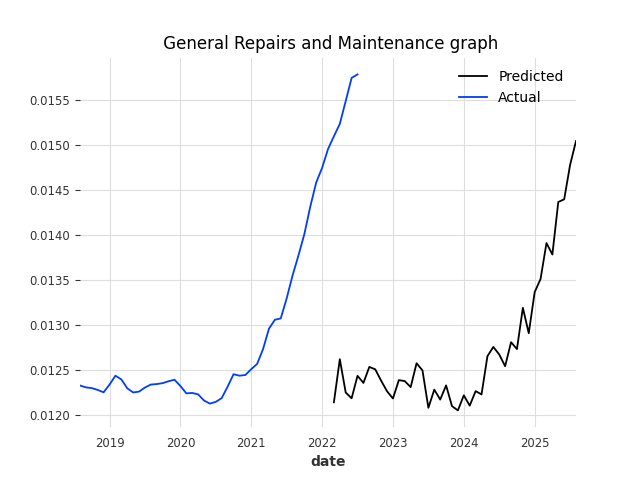 General Repairs and Maintenance graph
Predicted
Actual
0.0155
0.0150
0.0145
0.0140
0.0135
0.0130
0.0125
0.0120
2019 2020 2021 2022 2023 2024 2025
date